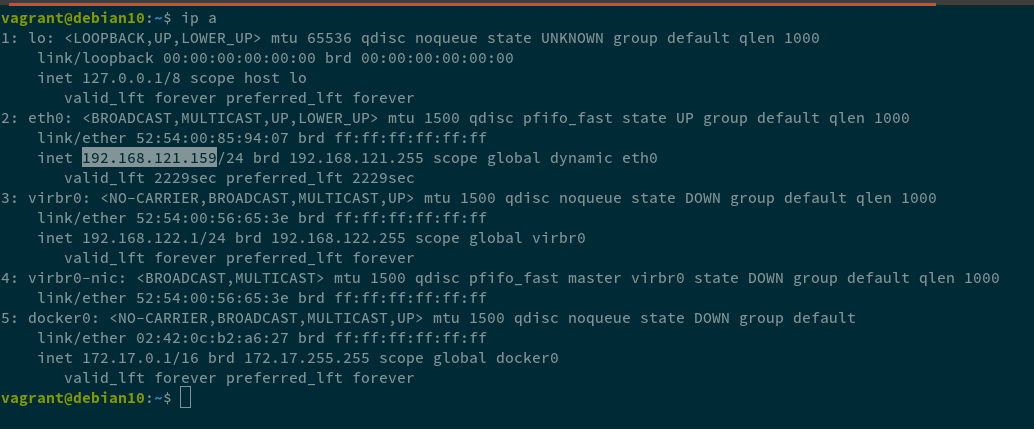 vagrant@debian10:~$ ip a
1: lo: <LOOPBACK,UP,LOWER_UP> mtu 65536 qdisc noqueue state UNKNOWN group default qlen 1000
    link/loopback 00:00:00:00:00:00 brd 00:00:00:00:00:00
    inet 127.0.0.1/8 scope host lo
       valid_lft forever preferred_lft forever
2: eth0: <BROADCAST,MULTICAST,UP,LOWER_UP> mtu 1500 qdisc pfifo_fast state UP group default qlen 1000
    link/ether 52:54:00:85:94:07 brd ff:ff:ff:ff:ff:ff
    inet 192.168.121.159/24 brd 192.168.121.255 scope global dynamic eth0
       valid_lft 2229sec preferred_lft 2229sec
3: virbr0: <NO-CARRIER,BROADCAST,MULTICAST,UP> mtu 1500 qdisc noqueue state DOWN group default qlen 1000
    link/ether 52:54:00:56:65:3e brd ff:ff:ff:ff:ff:ff
    inet 192.168.122.1/24 brd 192.168.122.255 scope global virbr0
       valid_lft forever preferred_lft forever
4: virbr0-nic: <BROADCAST,MULTICAST> mtu 1500 qdisc pfifo_fast master virbr0 state DOWN group default qlen 1000
    link/ether 52:54:00:56:65:3e brd ff:ff:ff:ff:ff:ff
5: docker0: <NO-CARRIER,BROADCAST,MULTICAST,UP> mtu 1500 qdisc noqueue state DOWN group default
    link/ether 02:42:0c:b2:a6:27 brd ff:ff:ff:ff:ff:ff
    inet 172.17.0.1/16 brd 172.17.255.255 scope global docker0
       valid_lft forever preferred_lft forever
vagrant@debian10:~$